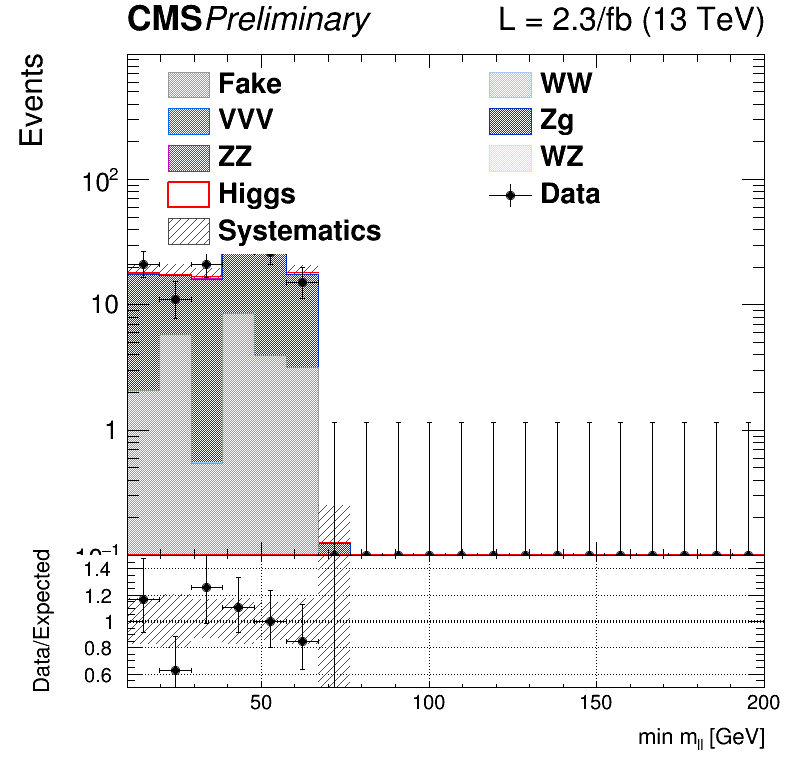 CMS Preliminary L = 2.3/fb (13 TeV)
Events
Fake WW
VVV Zg
ZZ WZ
Higgs Data
Systematics
10²
10
1
Data/Expected
1.4
1.2
1
0.8
0.6
50 100 150 200
min m_ll [GeV]